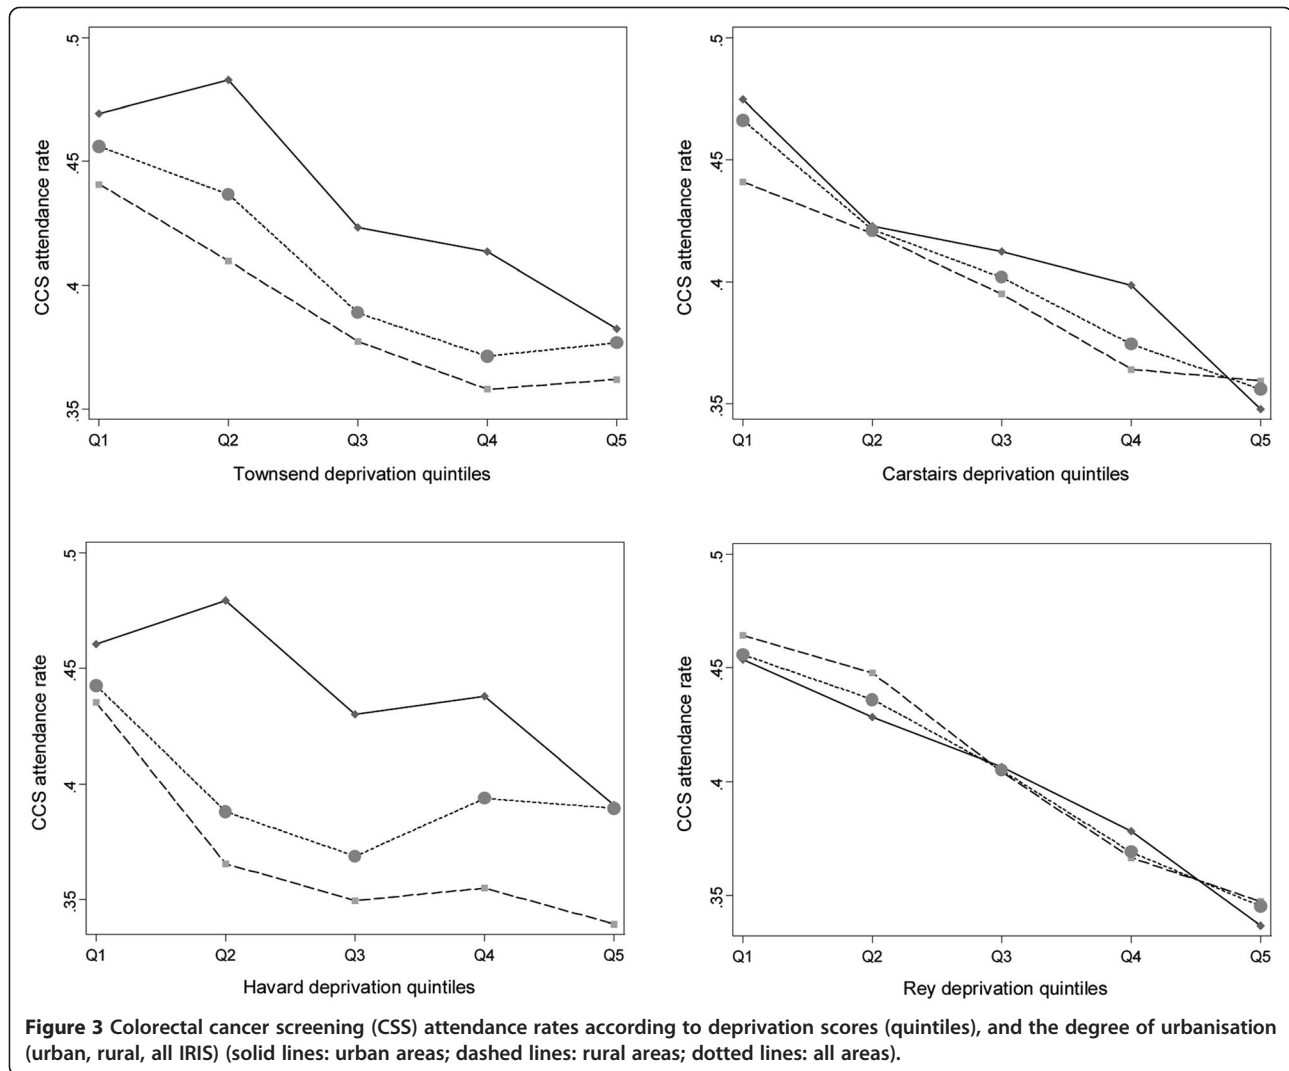 .5
.45
.4
.35
CCS attendance rate
Q1 Q2 Q3 Q4 Q5
Townsend deprivation quintiles
.5
.45
.4
.35
CCS attendance rate
Q1 Q2 Q3 Q4 Q5
Carstairs deprivation quintiles
.5
.45
.4
.35
CCS attendance rate
Q1 Q2 Q3 Q4 Q5
Havard deprivation quintiles
.5
.45
.4
.35
CCS attendance rate
Q1 Q2 Q3 Q4 Q5
Rey deprivation quintiles
Figure 3 Colorectal cancer screening (CSS) attendance rates according to deprivation scores (quintiles), and the degree of urbanisation
(urban, rural, all IRIS) (solid lines: urban areas; dashed lines: rural areas; dotted lines: all areas).